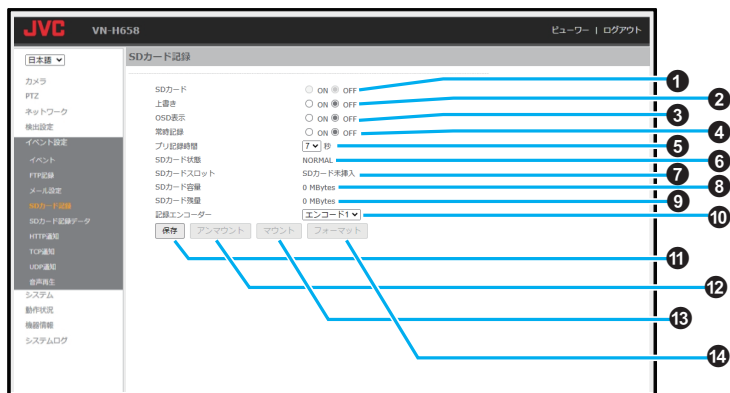 JVC VN-H658 ビューワー | ログアウト
日本語
SDカード記録
カメラ
PTZ
ネットワーク
検出設定
イベント設定
イベント
FTP記録
メール設定
SDカード記録
SDカード記録データ
HTTP通知
TCP通知
UDP通知
音声再生
システム
動作状況
機器情報
システムログ
SDカード ON OFF 1
上書き ON OFF 2
OSD表示 ON OFF 3
常時記録 ON OFF 4
プリ記録時間 7 秒 5
SDカード状態 NORMAL 6
SDカードスロット SDカード未挿入 7
SDカード容量 0 MBytes 8
SDカード残量 0 MBytes 9
記録エンコーダー エンコード1 10
保存 アンマウント マウント フォーマット
11
12
13
14